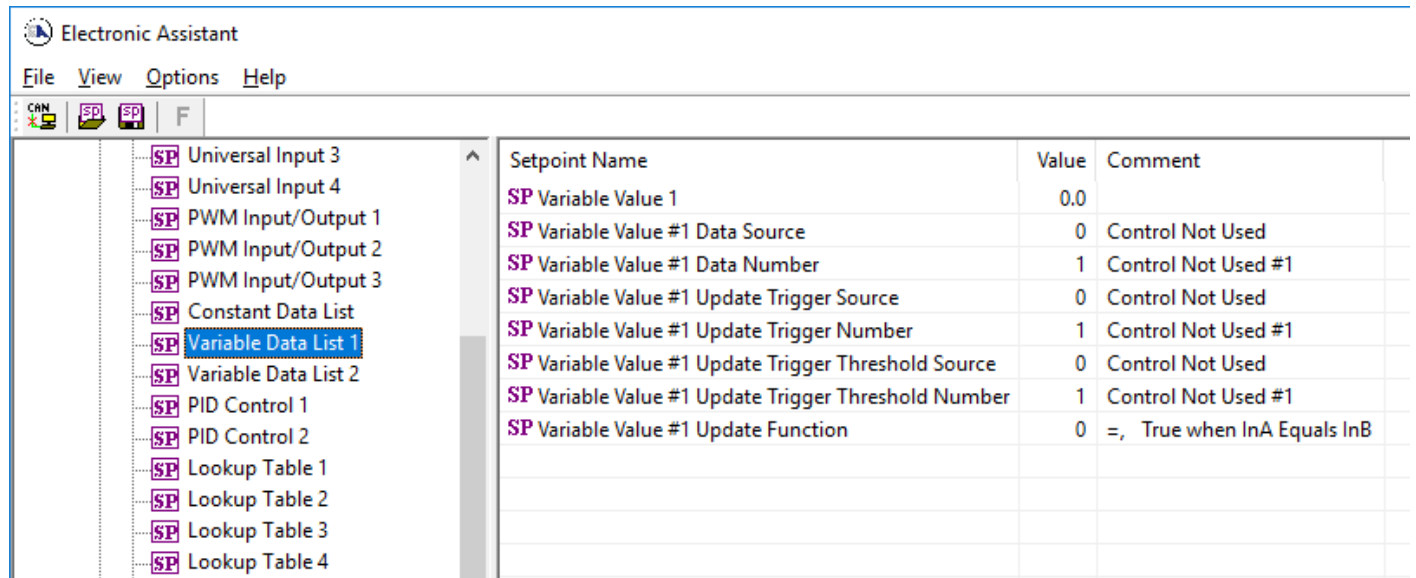 Electronic Assistant
File View Options Help
CAN SP SP F
SP Universal Input 3
SP Universal Input 4
SP PWM Input/Output 1
SP PWM Input/Output 2
SP PWM Input/Output 3
SP Constant Data List
SP Variable Data List 1
SP Variable Data List 2
SP PID Control 1
SP PID Control 2
SP Lookup Table 1
SP Lookup Table 2
SP Lookup Table 3
SP Lookup Table 4
Setpoint Name Value Comment
SP Variable Value 1 0.0
SP Variable Value #1 Data Source 0 Control Not Used
SP Variable Value #1 Data Number 1 Control Not Used #1
SP Variable Value #1 Update Trigger Source 0 Control Not Used
SP Variable Value #1 Update Trigger Number 1 Control Not Used #1
SP Variable Value #1 Update Trigger Threshold Source 0 Control Not Used
SP Variable Value #1 Update Trigger Threshold Number 1 Control Not Used #1
SP Variable Value #1 Update Function 0 =, True when InA Equals InB